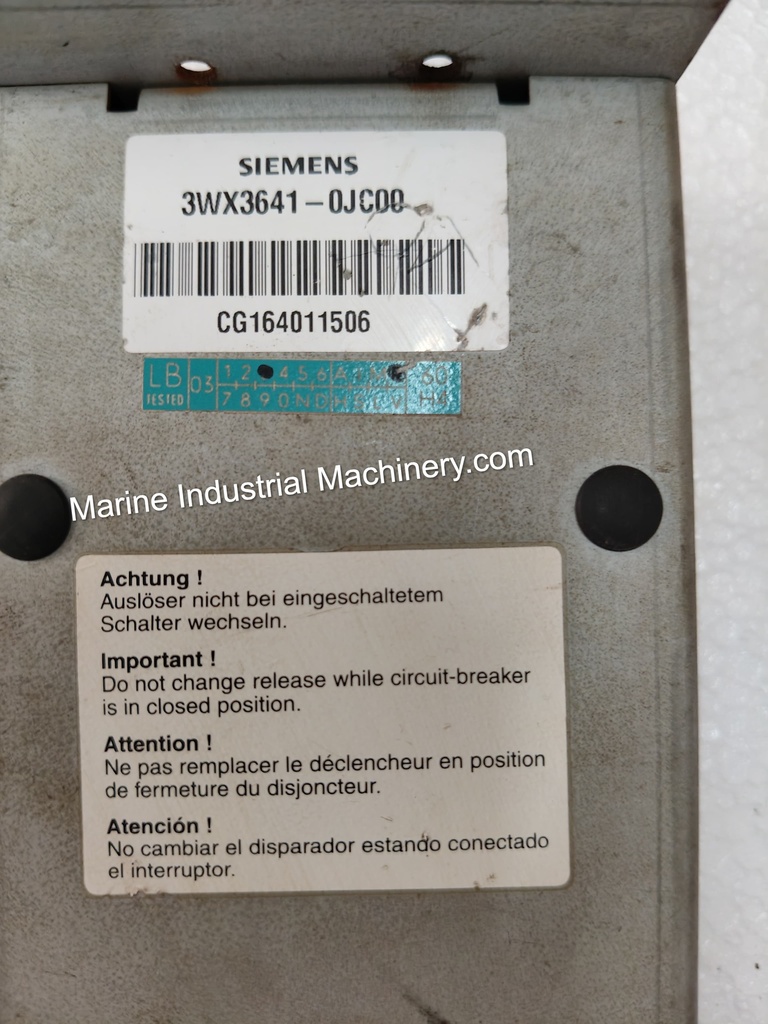 SIEMENS
3WX3641-0JC00
CG164011506
LB 03 1 2 4 5 6 A 60
TESTED 7 8 9 0 N D H4
Marine Industrial Machinery.com
Achtung !
Auslöser nicht bei eingeschaltetem
Schalter wechseln.
Important !
Do not change release while circuit-breaker
is in closed position.
Attention !
Ne pas remplacer le déclencheur en position
de fermeture du disjoncteur.
Atención !
No cambiar el disparador estando conectado
el interruptor.